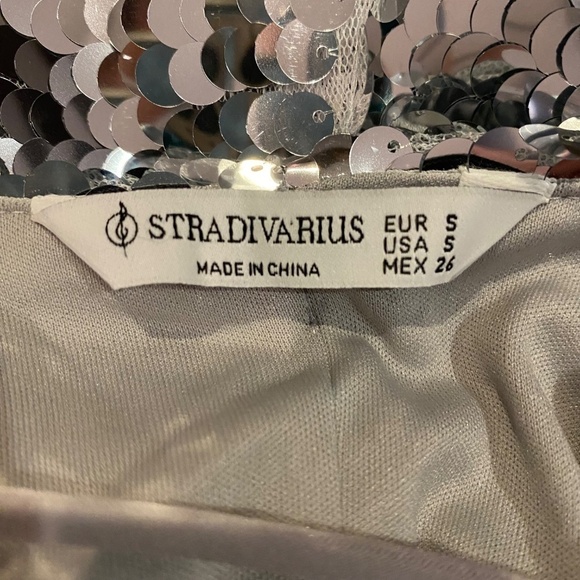 STRADIVARIUS
MADE IN CHINA
EUR S
USA S
MEX 26